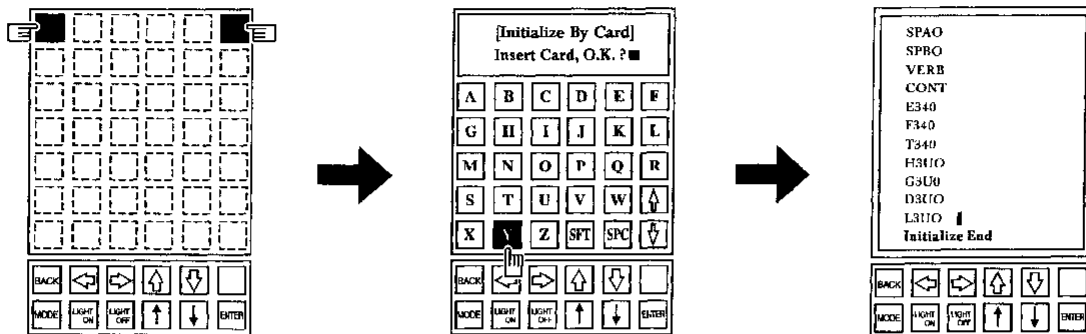 BACK
MODE LIGHT ON LIGHT OFF ENTER
[Initialize By Card]
Insert Card, O.K. ?
A B C D E F
G H I J K L
M N O P Q R
S T U V W
X Y Z SFT SPC
BACK
MODE LIGHT ON LIGHT OFF ENTER
SPAO
SPBO
VERB
CONT
E340
F340
T340
H3UO
G3U0
D3UO
L3UO
Initialize End
BACK
MODE LIGHT ON LIGHT OFF ENTER